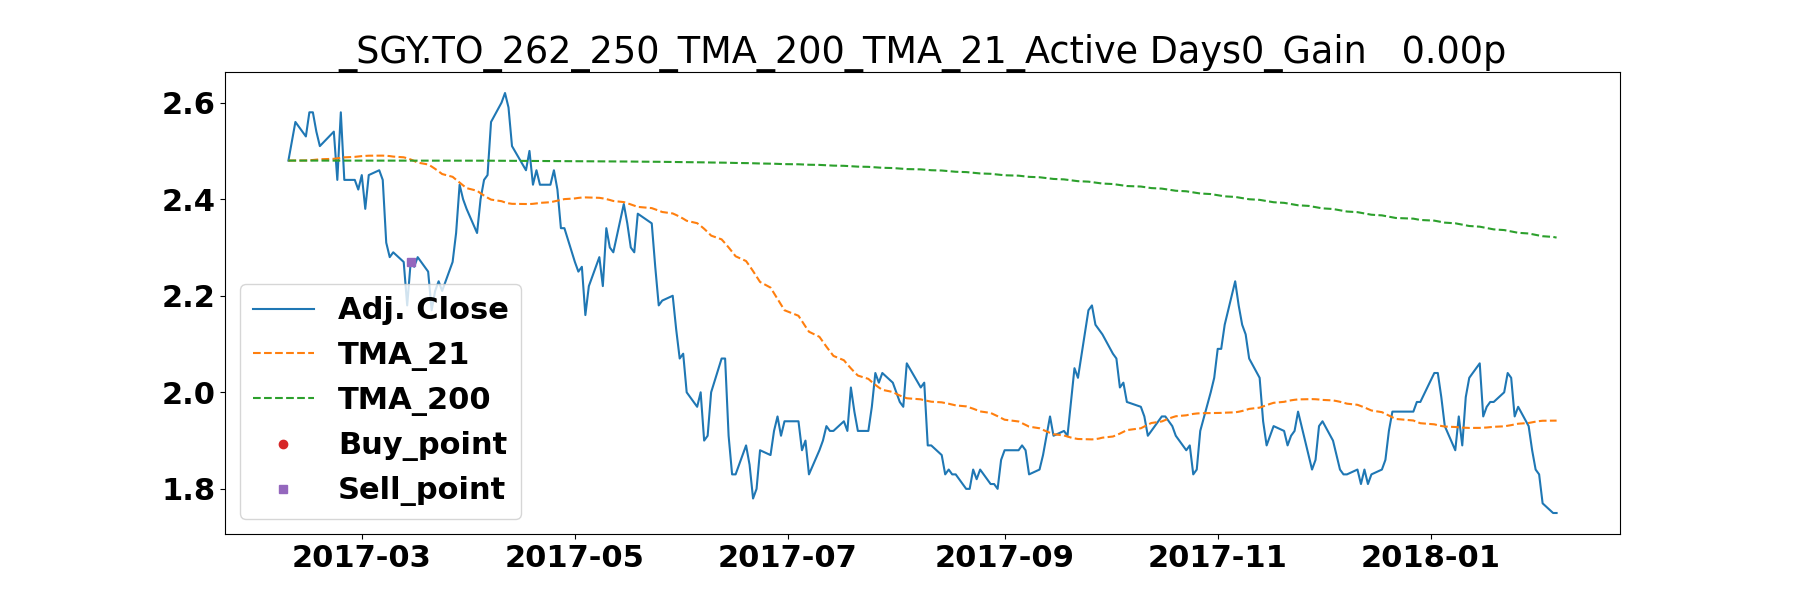 _SGY.TO_262_250_TMA_200_TMA_21_Active Days0_Gain   0.00p
2.6
2.4
2.2
2.0
1.8
Adj. Close
TMA_21
TMA_200
Buy_point
Sell_point
2017-03
2017-05
2017-07
2017-09
2017-11
2018-01